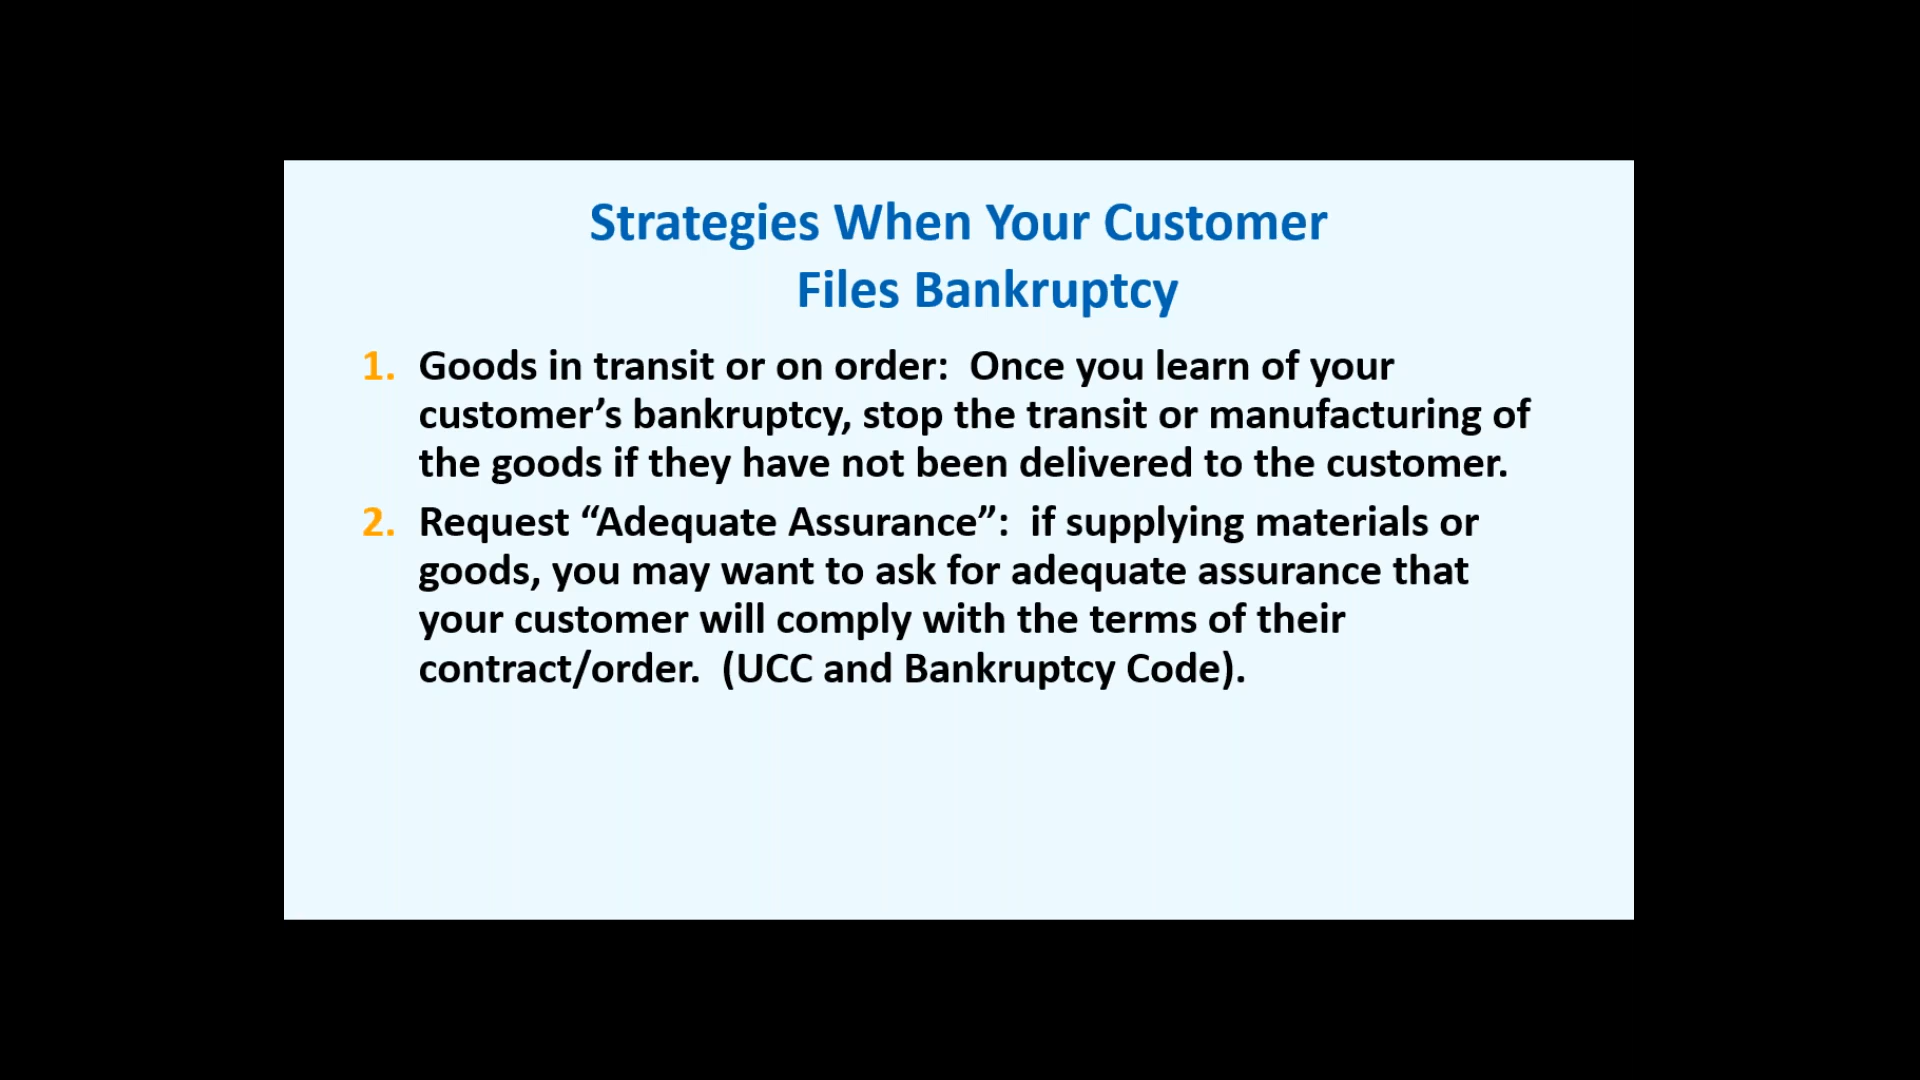 Strategies When Your Customer
Files Bankruptcy
1. Goods in transit or on order:  Once you learn of your
customer’s bankruptcy, stop the transit or manufacturing of
the goods if they have not been delivered to the customer.
2. Request “Adequate Assurance”:  if supplying materials or
goods, you may want to ask for adequate assurance that
your customer will comply with the terms of their
contract/order.  (UCC and Bankruptcy Code).